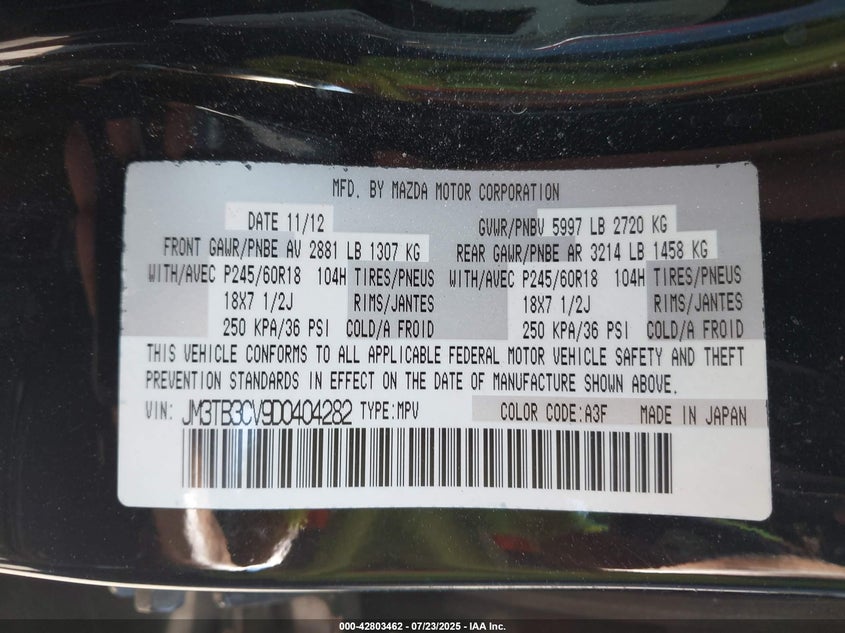 MFD. BY MAZDA MOTOR CORPORATION
DATE 11/12 GVWR/PNBV 5997 LB 2720 KG
FRONT GAWR/PNBE AV 2881 LB 1307 KG REAR GAWR/PNBE AR 3214 LB 1458 KG
WITH/AVEC P245/60R18 104H TIRES/PNEUS WITH/AVEC P245/60R18 104H TIRES/PNEUS
18X7 1/2J RIMS/JANTES 18X7 1/2J RIMS/JANTES
250 KPA/36 PSI COLD/A FROID 250 KPA/36 PSI COLD/A FROID
THIS VEHICLE CONFORMS TO ALL APPLICABLE FEDERAL MOTOR VEHICLE SAFETY AND THEFT
PREVENTION STANDARDS IN EFFECT ON THE DATE OF MANUFACTURE SHOWN ABOVE.
VIN: JM3TB3CV9D0404282 TYPE:MPV COLOR CODE:A3F MADE IN JAPAN
000-42803462 - 07/23/2025 - IAA Inc.